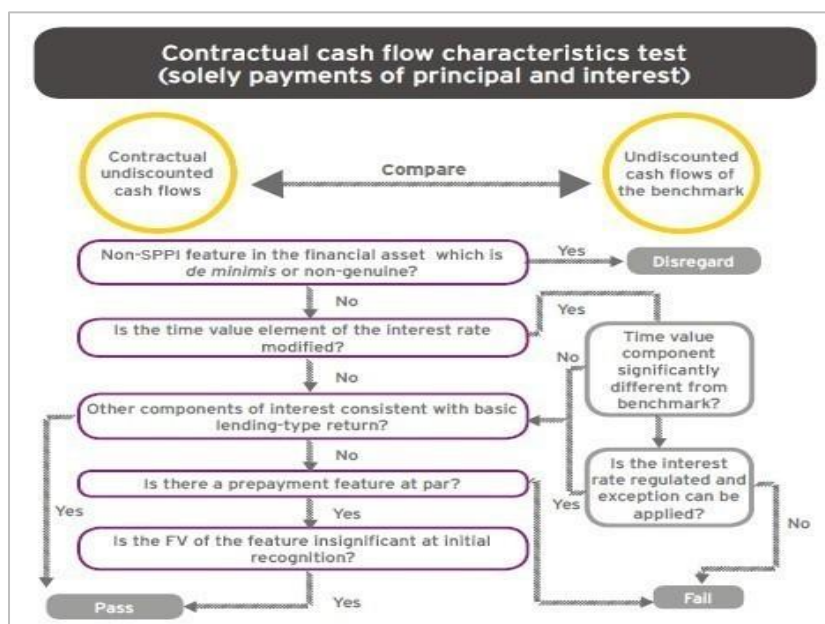 Contractual cash flow characteristics test
(solely payments of principal and interest)
Contractual
undiscounted
cash flows
Compare
Undiscounted
cash flows of
the benchmark
Non-SPPI feature in the financial asset which is
de minimis or non-genuine?
Yes
Disregard
No
Is the time value element of the interest rate
modified?
Yes
Time value
component
significantly
different from
benchmark?
No
No
Other components of interest consistent with basic
lending-type return?
No
Is there a prepayment feature at par?
Is the interest
rate regulated and
exception can be
applied?
Yes
Yes
Yes
No
Is the FV of the feature insignificant at initial
recognition?
Yes
Pass
Fail